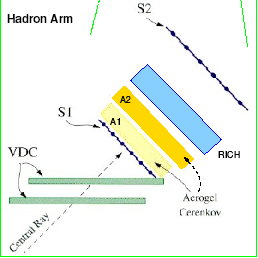 Hadron Arm
S2
A2
S1
A1
RICH
VDC
Aerogel
Cerenkov
Central Ray